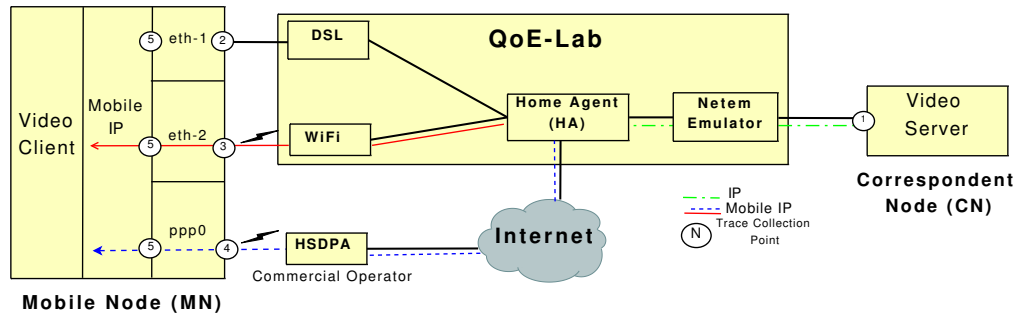 5
eth-1
2
DSL
QoE-Lab
Video
Client
Mobile
IP
eth-2
5
3
WiFi
Home Agent
(HA)
Netem
Emulator
1
Video
Server
Correspondent
Node (CN)
IP
Mobile IP
Trace Collection
Point
N
ppp0
5
4
HSDPA
Commercial Operator
Internet
Mobile Node (MN)